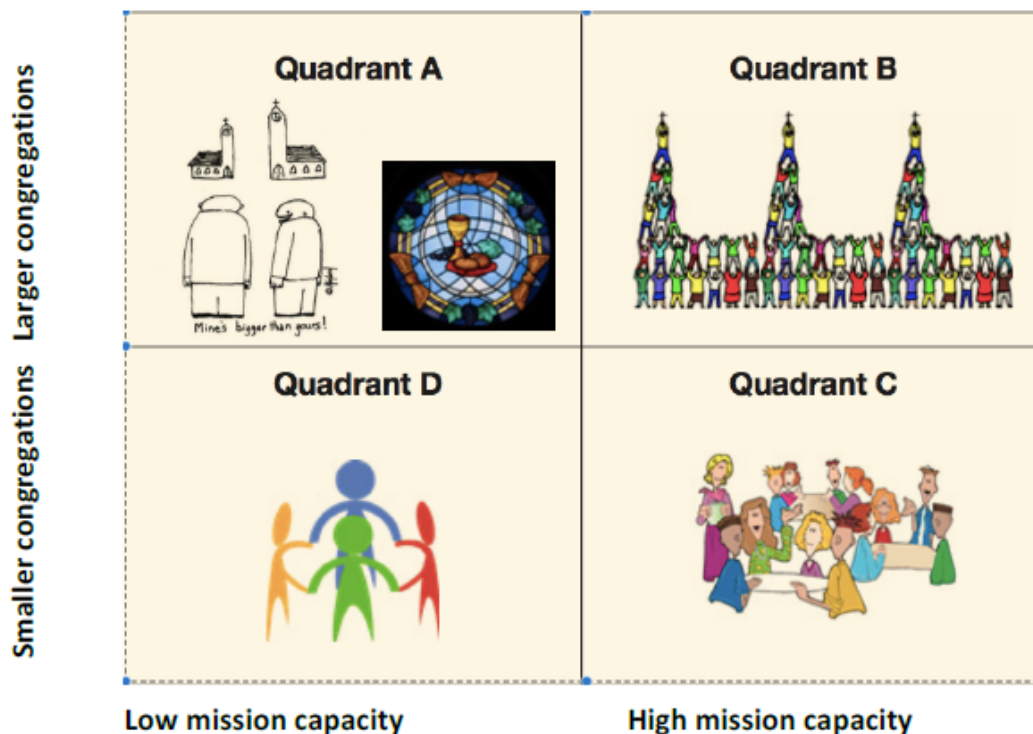 Larger congregations
Quadrant A
Quadrant B
Mine's bigger than yours!
Smaller congregations
Quadrant D
Quadrant C
Low mission capacity
High mission capacity